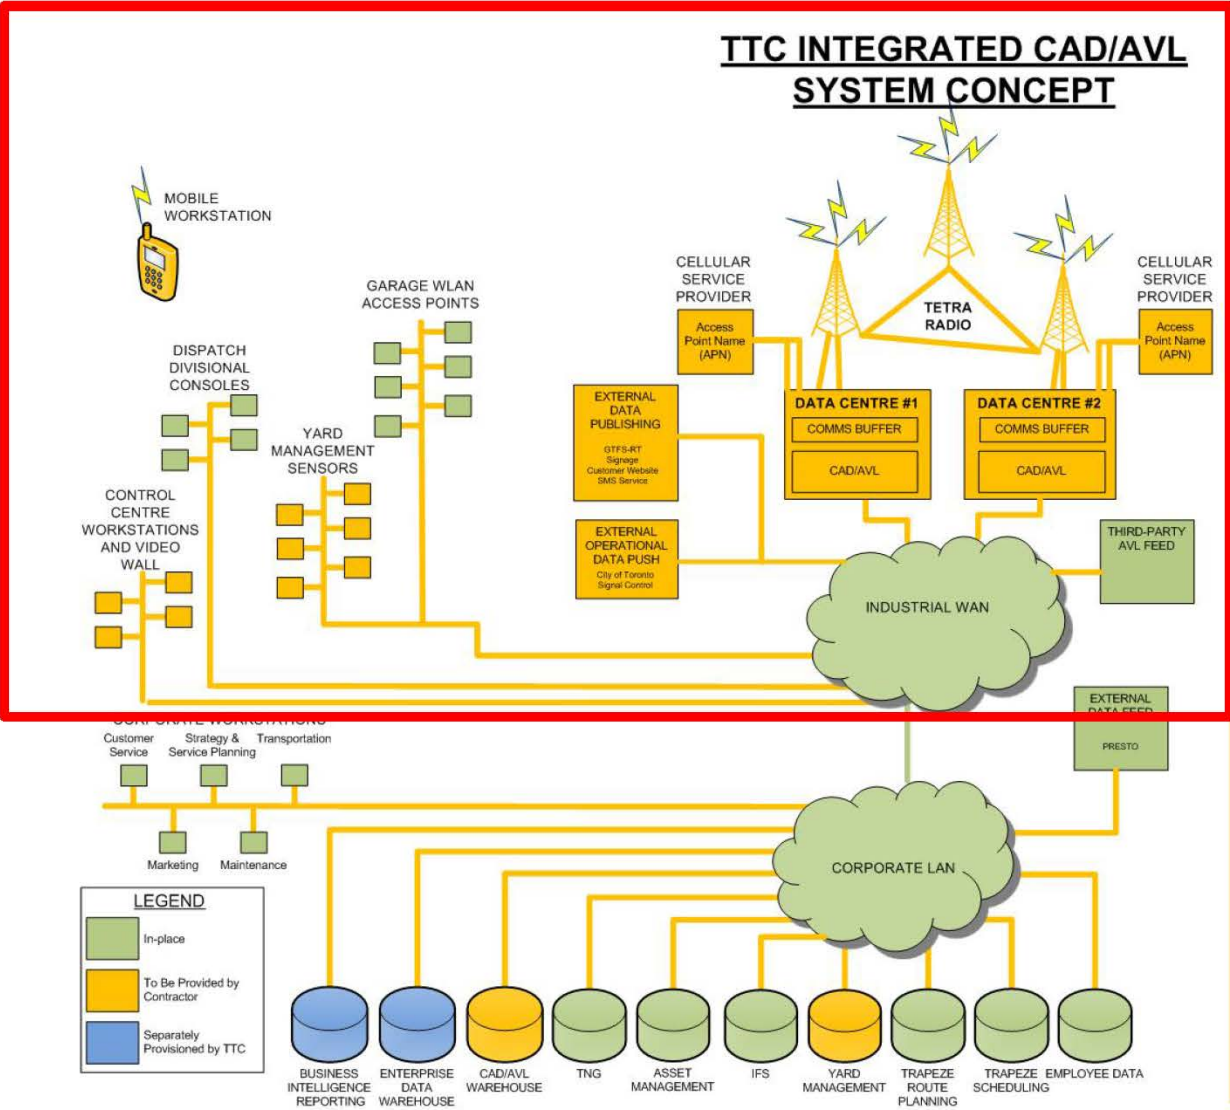 TTC INTEGRATED CAD/AVL
SYSTEM CONCEPT
MOBILE
WORKSTATION
GARAGE WLAN
ACCESS POINTS
DISPATCH
DIVISIONAL
CONSOLES
YARD
MANAGEMENT
SENSORS
CONTROL
CENTRE
WORKSTATIONS
AND VIDEO
WALL
CELLULAR
SERVICE
PROVIDER
Access
Point Name
(APN)
TETRA
RADIO
CELLULAR
SERVICE
PROVIDER
Access
Point Name
(APN)
EXTERNAL
DATA
PUBLISHING
GTFS-RT
Signage
Customer Website
SMS Service
DATA CENTRE #1
COMMS BUFFER
CAD/AVL
DATA CENTRE #2
COMMS BUFFER
CAD/AVL
EXTERNAL
OPERATIONAL
DATA PUSH
City of Toronto
Signal Control
THIRD-PARTY
AVL FEED
INDUSTRIAL WAN
EXTERNAL
DATA FEED
PRESTO
CORPORATE WORKSTATIONS
Customer
Service
Strategy &
Service Planning
Transportation
Marketing
Maintenance
CORPORATE LAN
LEGEND
In-place
To Be Provided by
Contractor
Separately
Provisioned by TTC
BUSINESS
INTELLIGENCE
REPORTING
ENTERPRISE
DATA
WAREHOUSE
CAD/AVL
WAREHOUSE
TNG
ASSET
MANAGEMENT
IFS
YARD
MANAGEMENT
TRAPEZE
ROUTE
PLANNING
TRAPEZE
SCHEDULING
EMPLOYEE DATA